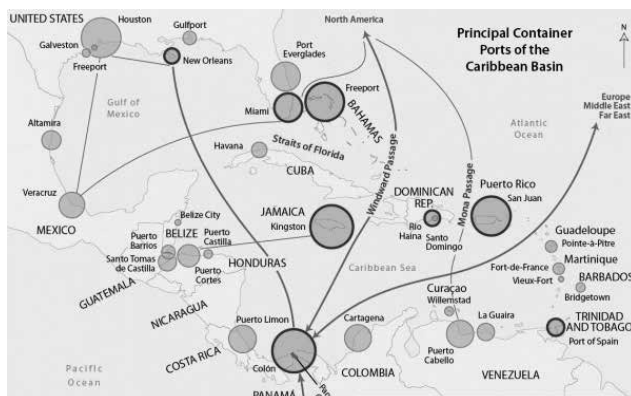 UNITED STATES
Houston
Gulfport
Galveston
Freeport
New Orleans
North America
Port
Everglades
Principal Container
Ports of the
Caribbean Basin
N
Gulf of
Mexico
Miami
Freeport
BAHAMAS
Europe
Middle East
Far East
Atlantic
Ocean
Altamira
Havana
Straits of Florida
CUBA
Windward Passage
Mona Passage
Veracruz
MEXICO
Belize City
BELIZE
Puerto
Barrios
Puerto
Castilla
Santo Tomas
de Castilla
Puerto
Cortes
GUATEMALA
HONDURAS
JAMAICA
Kingston
DOMINICAN
REP.
Rio
Haina
Santo
Domingo
Puerto Rico
San Juan
Guadeloupe
Pointe-à-Pitre
Martinique
Fort-de-France
Vieux-Fort
BARBADOS
Bridgetown
Caribbean Sea
NICARAGUA
Curaçao
Willemstad
La Guaira
TRINIDAD
AND TOBAGO
Port of Spain
Puerto Limon
Cartagena
Puerto
Cabello
COSTA RICA
Colón
COLOMBIA
VENEZUELA
Pacific
Ocean
PANAMÁ